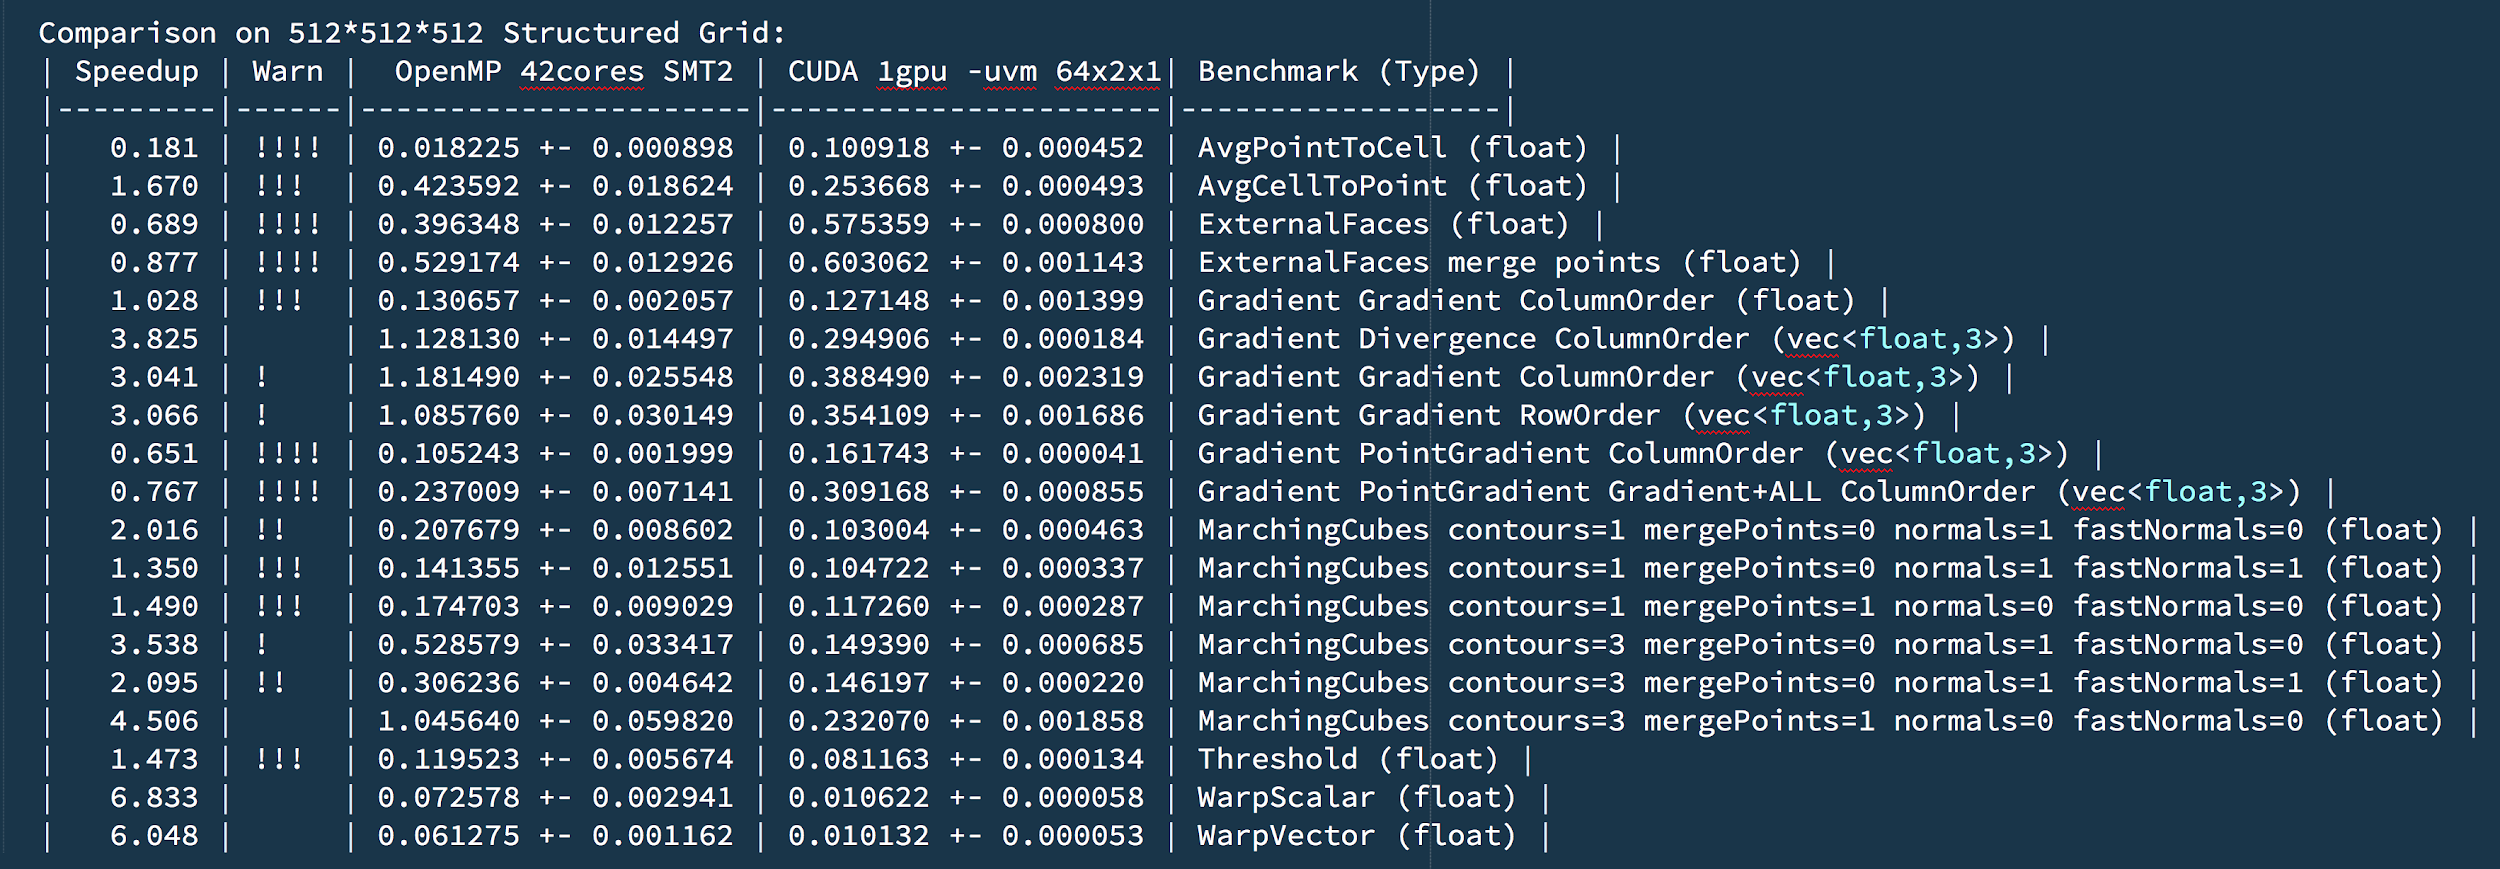 Comparison on 512*512*512 Structured Grid:
| Speedup | Warn | OpenMP 42cores SMT2 | CUDA 1gpu -uvm 64x2x1| Benchmark (Type) |
|---------|------|----------------------|----------------------|------------------|
| 0.181 | !!!! | 0.018225 +- 0.000898 | 0.100918 +- 0.000452 | AvgPointToCell (float) |
| 1.670 | !!! | 0.423592 +- 0.018624 | 0.253668 +- 0.000493 | AvgCellToPoint (float) |
| 0.689 | !!!! | 0.396348 +- 0.012257 | 0.575359 +- 0.000800 | ExternalFaces (float) |
| 0.877 | !!!! | 0.529174 +- 0.012926 | 0.603062 +- 0.001143 | ExternalFaces merge points (float) |
| 1.028 | !!! | 0.130657 +- 0.002057 | 0.127148 +- 0.001399 | Gradient Gradient ColumnOrder (float) |
| 3.825 | | 1.128130 +- 0.014497 | 0.294906 +- 0.000184 | Gradient Divergence ColumnOrder (vec<float,3>) |
| 3.041 | ! | 1.181490 +- 0.025548 | 0.388490 +- 0.002319 | Gradient Gradient ColumnOrder (vec<float,3>) |
| 3.066 | ! | 1.085760 +- 0.030149 | 0.354109 +- 0.001686 | Gradient Gradient RowOrder (vec<float,3>) |
| 0.651 | !!!! | 0.105243 +- 0.001999 | 0.161743 +- 0.000041 | Gradient PointGradient ColumnOrder (vec<float,3>) |
| 0.767 | !!!! | 0.237009 +- 0.007141 | 0.309168 +- 0.000855 | Gradient PointGradient Gradient+ALL ColumnOrder (vec<float,3>) |
| 2.016 | !! | 0.207679 +- 0.008602 | 0.103004 +- 0.000463 | MarchingCubes contours=1 mergePoints=0 normals=1 fastNormals=0 (float) |
| 1.350 | !!! | 0.141355 +- 0.012551 | 0.104722 +- 0.000337 | MarchingCubes contours=1 mergePoints=0 normals=1 fastNormals=1 (float) |
| 1.490 | !!! | 0.174703 +- 0.009029 | 0.117260 +- 0.000287 | MarchingCubes contours=1 mergePoints=1 normals=0 fastNormals=0 (float) |
| 3.538 | ! | 0.528579 +- 0.033417 | 0.149390 +- 0.000685 | MarchingCubes contours=3 mergePoints=0 normals=1 fastNormals=0 (float) |
| 2.095 | !! | 0.306236 +- 0.004642 | 0.146197 +- 0.000220 | MarchingCubes contours=3 mergePoints=0 normals=1 fastNormals=1 (float) |
| 4.506 | | 1.045640 +- 0.059820 | 0.232070 +- 0.001858 | MarchingCubes contours=3 mergePoints=1 normals=0 fastNormals=0 (float) |
| 1.473 | !!! | 0.119523 +- 0.005674 | 0.081163 +- 0.000134 | Threshold (float) |
| 6.833 | | 0.072578 +- 0.002941 | 0.010622 +- 0.000058 | WarpScalar (float) |
| 6.048 | | 0.061275 +- 0.001162 | 0.010132 +- 0.000053 | WarpVector (float) |